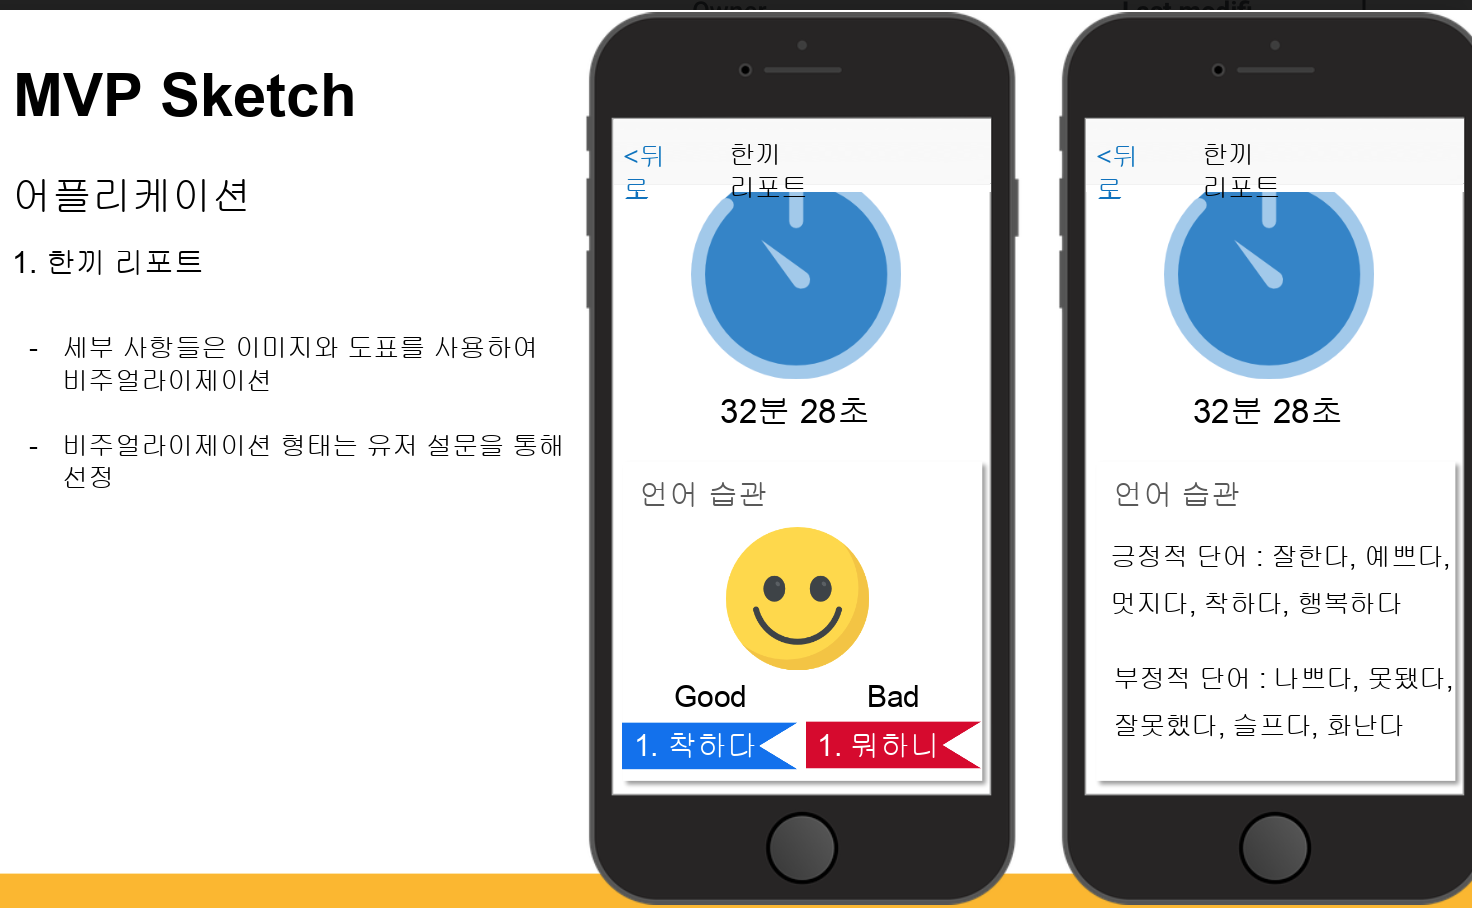 MVP Sketch
어플리케이션
1. 한끼 리포트
- 세부 사항들은 이미지와 도표를 사용하여
비주얼라이제이션
- 비주얼라이제이션 형태는 유저 설문을 통해
선정
<뒤
로
한끼
리포트
32분 28초
언어 습관
Good
Bad
1. 착하다
1. 뭐하니
<뒤
로
한끼
리포트
32분 28초
언어 습관
긍정적 단어 : 잘한다, 예쁘다,
멋지다, 착하다, 행복하다
부정적 단어 : 나쁘다, 못됐다,
잘못했다, 슬프다, 화난다